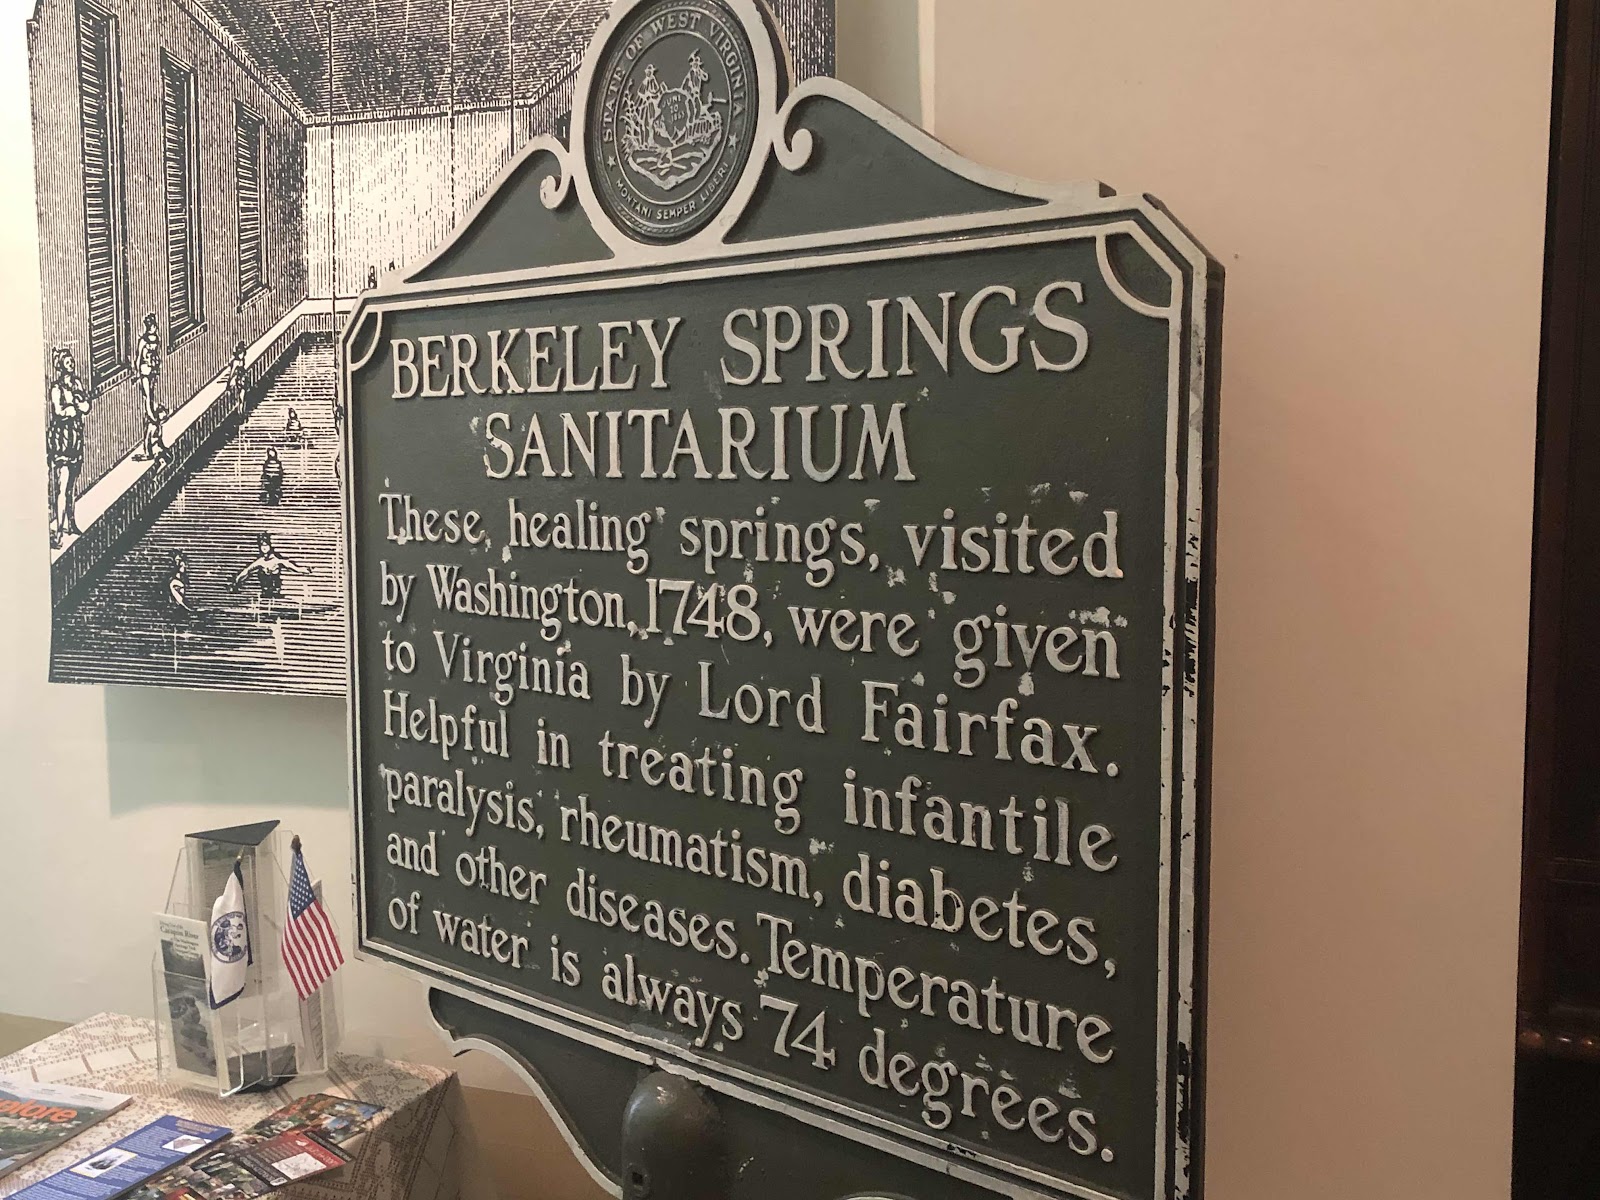 STATE OF WEST VIRGINIA
MONTANI SEMPER LIBERI
BERKELEY SPRINGS
SANITARIUM
These healing springs, visited
by Washington, 1748, were given
to Virginia by Lord Fairfax.
Helpful in treating infantile
paralysis, rheumatism, diabetes,
and other diseases. Temperature
of water is always 74 degrees.
Cacapon River